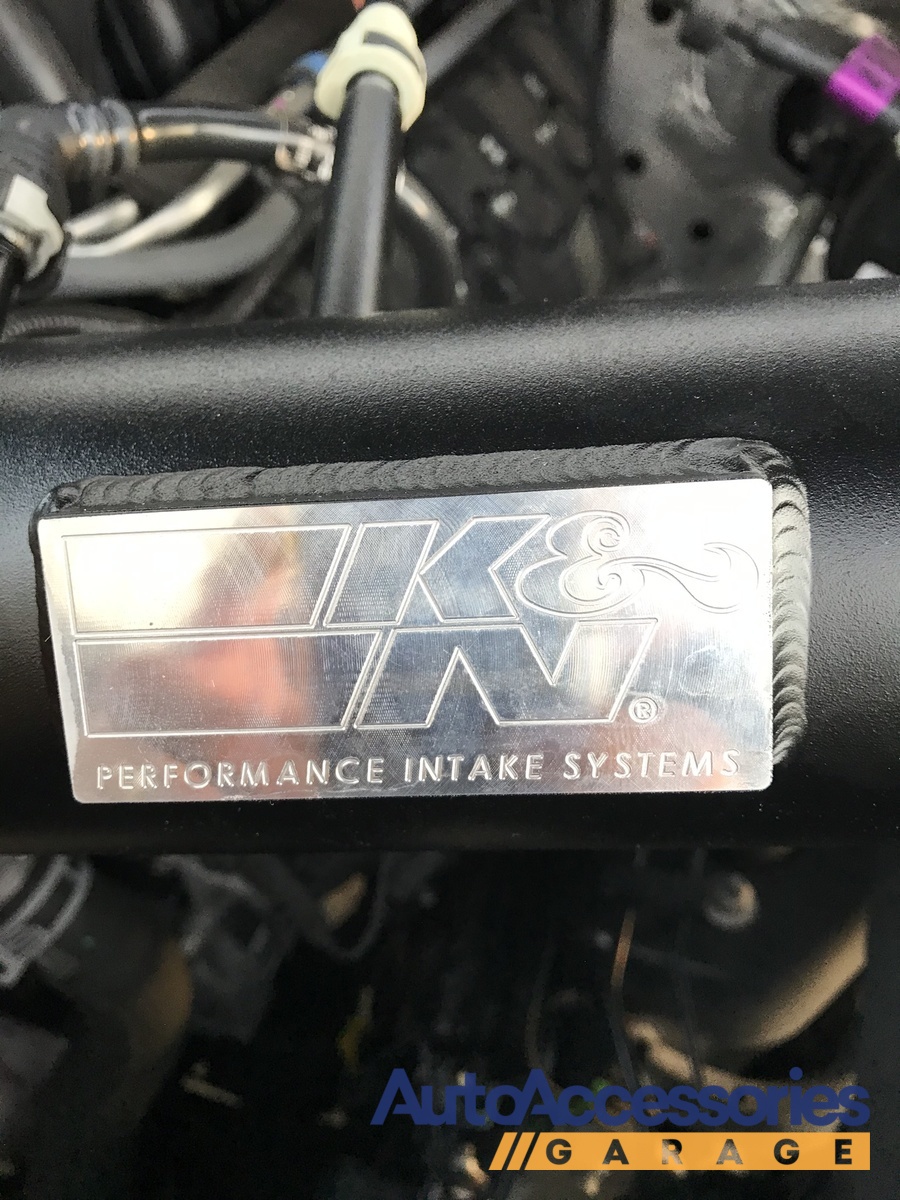 K&
N®
PERFORMANCE INTAKE SYSTEMS
AutoAccessories
GARAGE